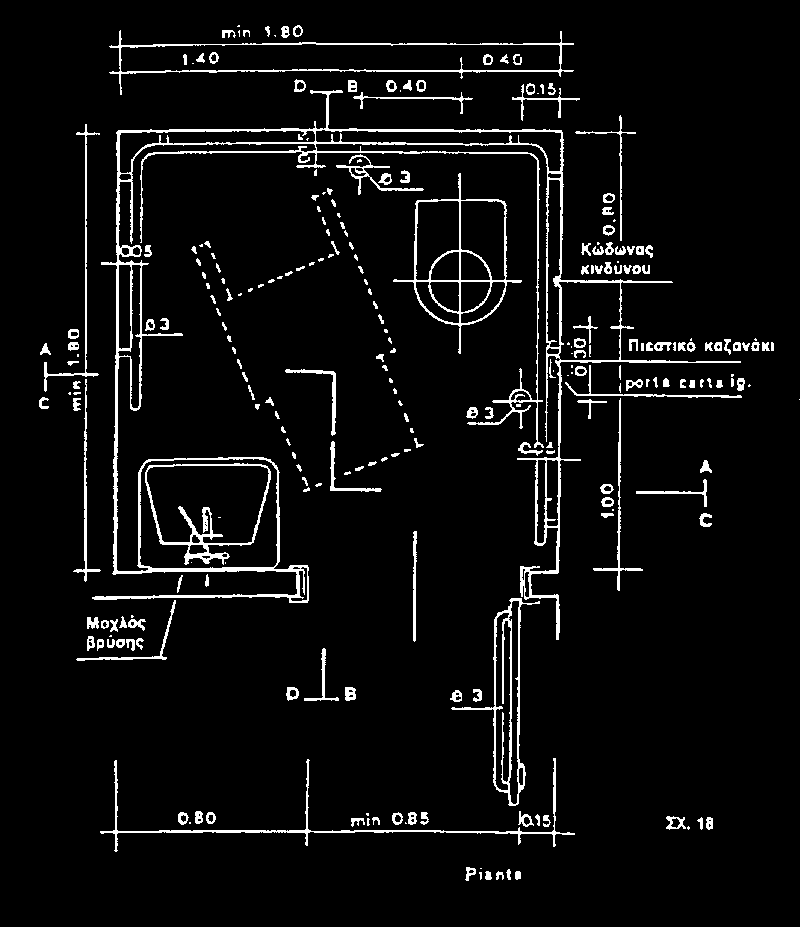 min 1.80
1.40
0.40
D
B
0.40
0.15
0.15
ø 3
0.80
Κώδωνας
κινδύνου
0.05
ø 3
A
C
min 1.80
0.30
Πιεστικό καζανάκι
porta carta ig.
ø 3
0.05
A
C
1.00
Μοχλός
βρύσης
D
B
ø 3
0.80
min 0.85
0.15
ΣΧ. 18
Pianta